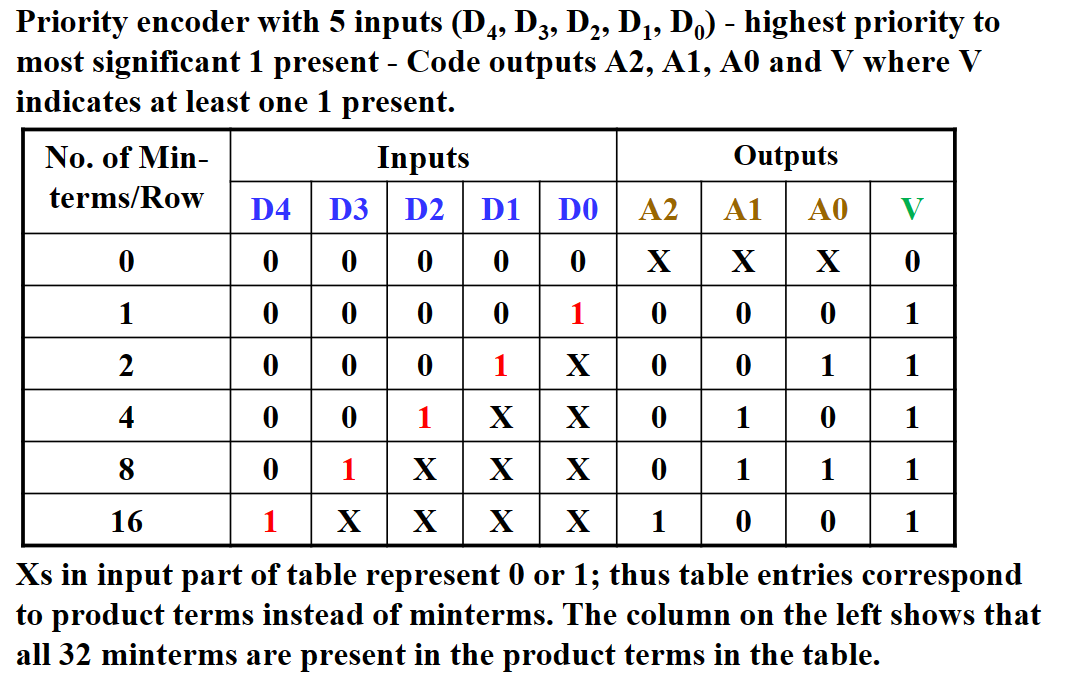 Priority encoder with 5 inputs (D4, D3, D2, D1, D0) - highest priority to
most significant 1 present - Code outputs A2, A1, A0 and V where V
indicates at least one 1 present.
No. of Min-
terms/Row
Inputs
Outputs
D4 D3 D2 D1 D0 A2 A1 A0 V
0 0 0 0 0 0 X X X 0
1 0 0 0 0 1 0 0 0 1
2 0 0 0 1 X 0 0 1 1
4 0 0 1 X X 0 1 0 1
8 0 1 X X X 0 1 1 1
16 1 X X X X 1 0 0 1
Xs in input part of table represent 0 or 1; thus table entries correspond
to product terms instead of minterms. The column on the left shows that
all 32 minterms are present in the product terms in the table.